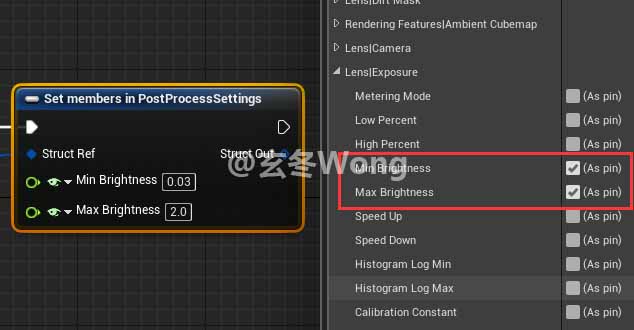 Set members in PostProcessSettings
Struct Ref
Struct Out
Min Brightness 0.03
Max Brightness 2.0
Lens|Dirt Mask
Rendering Features|Ambient Cubemap
Lens|Camera
Lens|Exposure
Metering Mode (As pin)
Low Percent (As pin)
High Percent (As pin)
Min Brightness (As pin)
Max Brightness (As pin)
Speed Up (As pin)
Speed Down (As pin)
Histogram Log Min (As pin)
Histogram Log Max (As pin)
Calibration Constant (As pin)
@玄冬Wong